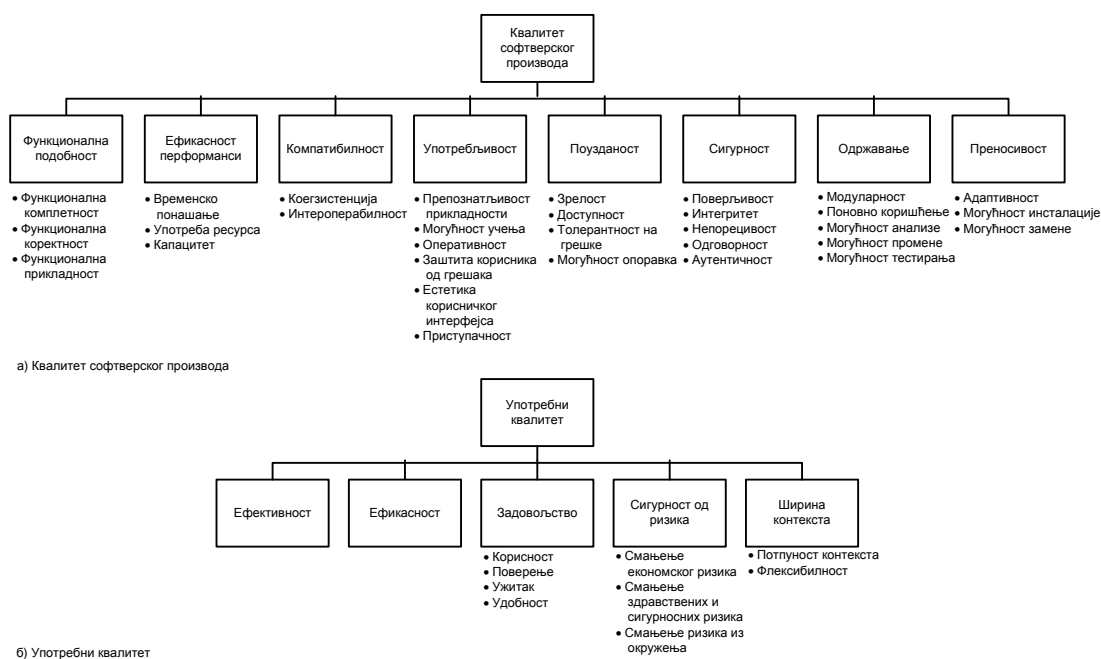 Квалитет
софтверског
производа
Функционална
подобност
• Функционална
комплетност
• Функционална
коректност
• Функционална
прикладност
Ефикасност
перформанси
• Временско
понашање
• Употреба ресурса
• Капацитет
Компатибилност
• Коегзистенција
• Интероперабилност
Употребљивост
• Препознатљивост
прикладности
• Могућност учења
• Оперативност
• Заштита корисника
од грешака
• Естетика
корисничког
интерфејса
• Приступачност
Поузданост
• Зрелост
• Доступност
• Толерантност на
грешке
• Могућност опоравка
Сигурност
• Поверљивост
• Интегритет
• Непорецивост
• Одговорност
• Аутентичност
Одржавање
• Модуларност
• Поновно коришћење
• Могућност анализе
• Могућност промене
• Могућност тестирања
Преносивост
• Адаптивност
• Могућност инсталације
• Могућност замене
а) Квалитет софтверског производа
Употребни
квалитет
Ефективност
Ефикасност
Задовољство
• Корисност
• Поверење
• Ужитак
• Удобност
Сигурност од
ризика
• Смањење
економског ризика
• Смањење
здравствених и
сигурносних ризика
• Смањење ризика из
окружења
Ширина
контекста
• Потпуност контекста
• Флексибилност
б) Употребни квалитет